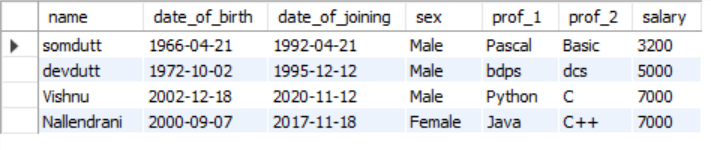 name date_of_birth date_of_joining sex prof_1 prof_2 salary
somdutt 1966-04-21 1992-04-21 Male Pascal Basic 3200
devdutt 1972-10-02 1995-12-12 Male bdps dcs 5000
Vishnu 2002-12-18 2020-11-12 Male Python C 7000
Nallendrani 2000-09-07 2017-11-18 Female Java C++ 7000